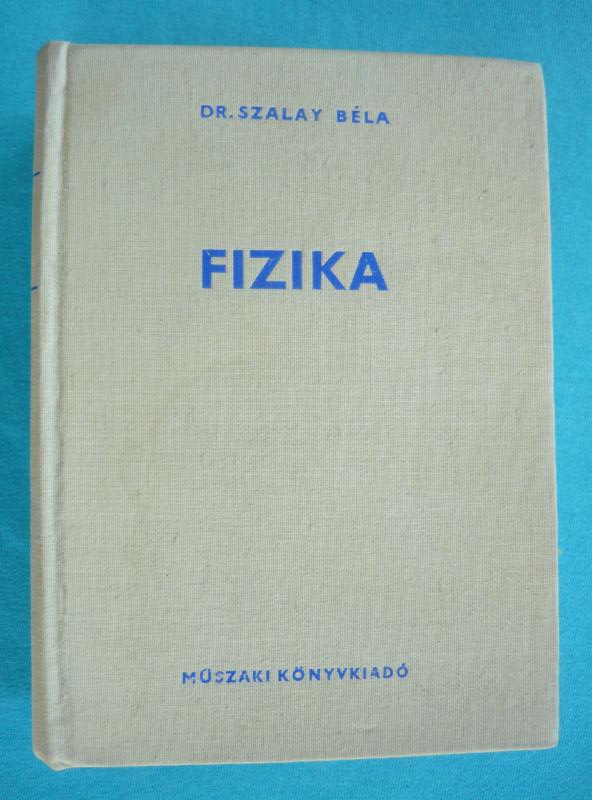 DR. SZALAY BÉLA
FIZIKA
MŰSZAKI KÖNYVKIADÓ